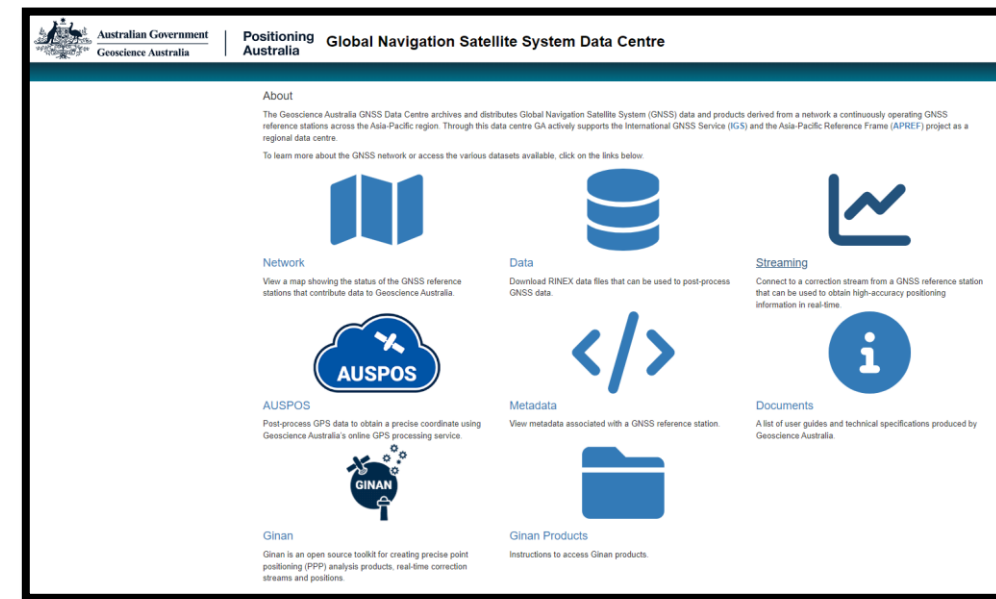 Australian Government
Geoscience Australia
Positioning
Australia
Global Navigation Satellite System Data Centre
About
The Geoscience Australia GNSS Data Centre archives and distributes Global Navigation Satellite System (GNSS) data and products derived from a network a continuously operating GNSS
reference stations across the Asia-Pacific region. Through this data centre GA actively supports the International GNSS Service (IGS) and the Asia-Pacific Reference Frame (APREF) project as a
regional data centre.
To learn more about the GNSS network or access the various datasets available, click on the links below.
Network
View a map showing the status of the GNSS reference
stations that contribute data to Geoscience Australia.
Data
Download RINEX data files that can be used to post-process
GNSS data.
Streaming
Connect to a correction stream from a GNSS reference station
that can be used to obtain high-accuracy positioning
information in real-time.
AUSPOS
AUSPOS
Post-process GPS data to obtain a precise coordinate using
Geoscience Australia's online GPS processing service.
</>
Metadata
View metadata associated with a GNSS reference station.
i
Documents
A list of user guides and technical specifications produced by
Geoscience Australia.
GINAN
Ginan
Ginan is an open source toolkit for creating precise point
positioning (PPP) analysis products, real-time correction
streams and positions.
Ginan Products
Instructions to access Ginan products.